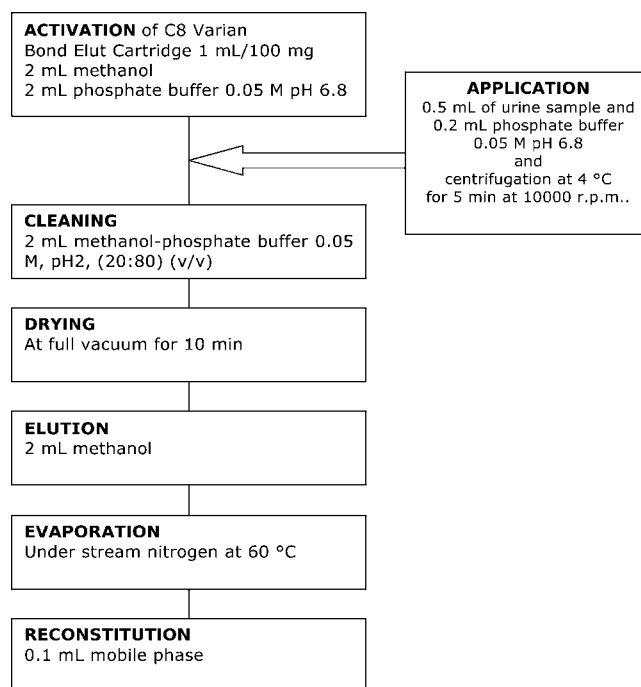 ACTIVATION of C8 Varian
Bond Elut Cartridge 1 mL/100 mg
2 mL methanol
2 mL phosphate buffer 0.05 M pH 6.8
APPLICATION
0.5 mL of urine sample and
0.2 mL phosphate buffer
0.05 M pH 6.8
and
centrifugation at 4 °C
for 5 min at 10000 r.p.m..
CLEANING
2 mL methanol-phosphate buffer 0.05
M, pH2, (20:80) (v/v)
DRYING
At full vacuum for 10 min
ELUTION
2 mL methanol
EVAPORATION
Under stream nitrogen at 60 °C
RECONSTITUTION
0.1 mL mobile phase